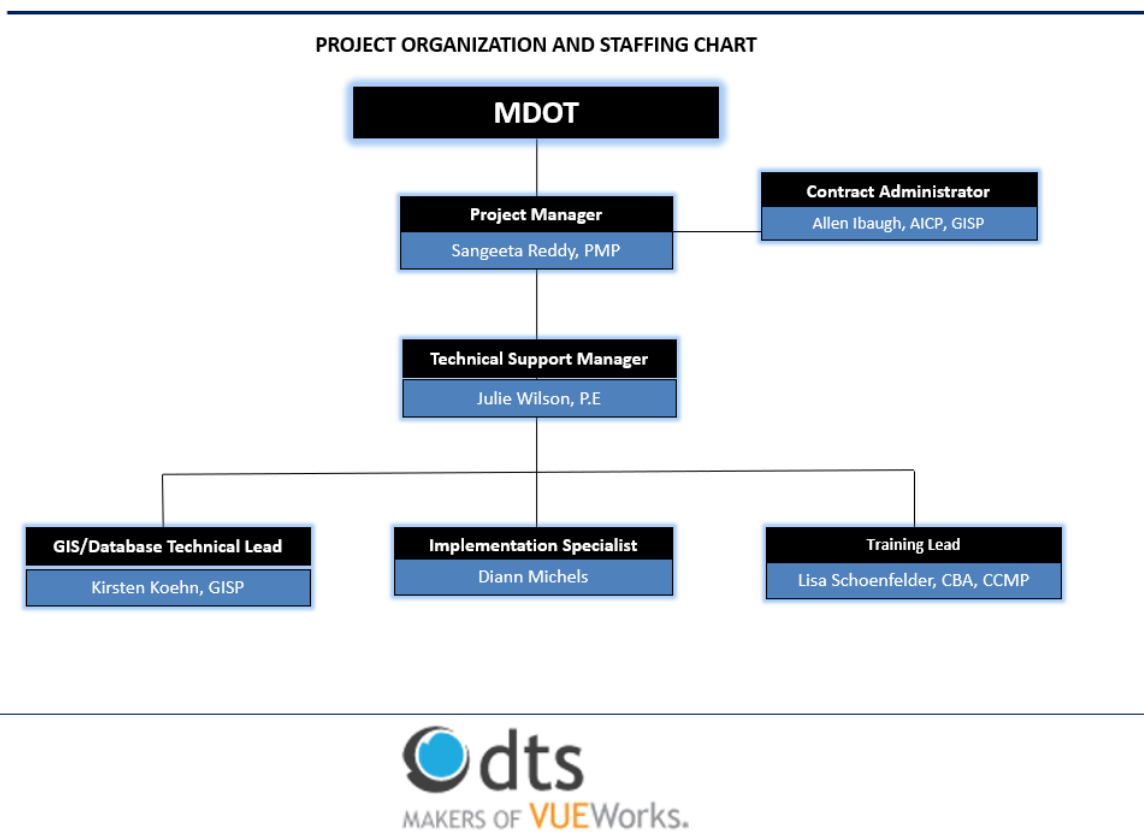 PROJECT ORGANIZATION AND STAFFING CHART
MDOT
Project Manager
Sangeeta Reddy, PMP
Contract Administrator
Allen Ibaugh, AICP, GISP
Technical Support Manager
Julie Wilson, P.E
GIS/Database Technical Lead
Kirsten Koehn, GISP
Implementation Specialist
Diann Michels
Training Lead
Lisa Schoenfelder, CBA, CCMP
dts
MAKERS OF VUEWorks.